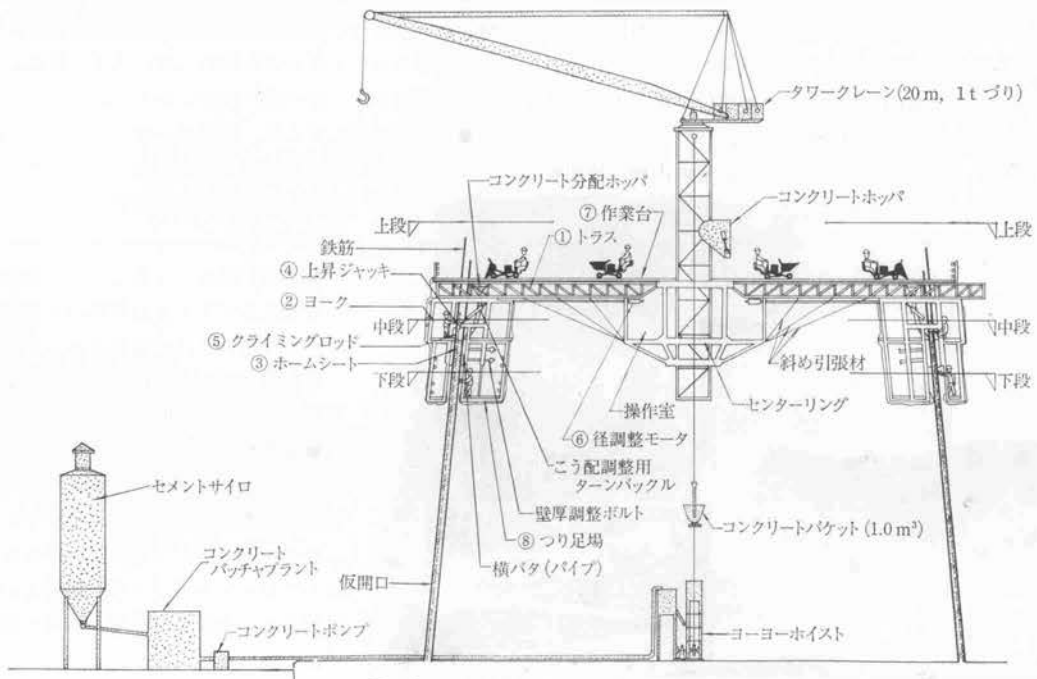 タワークレーン(20m, 1tづり)
コンクリート分配ホッパ
コンクリートホッパ
⑦作業台
上段
①トラス
上段
鉄筋
④上昇ジャッキ
②ヨーク
中段
中段
⑤クライミングロッド
③ホームシート
斜め引張材
下段
下段
操作室
センターリング
⑥径調整モータ
こう配調整用
ターンバックル
セメントサイロ
壁厚調整ボルト
コンクリートバケット(1.0m³)
⑧つり足場
コンクリート
バッチャプラント
仮開口
横バタ(パイプ)
コンクリートポンプ
ヨーヨーホイスト